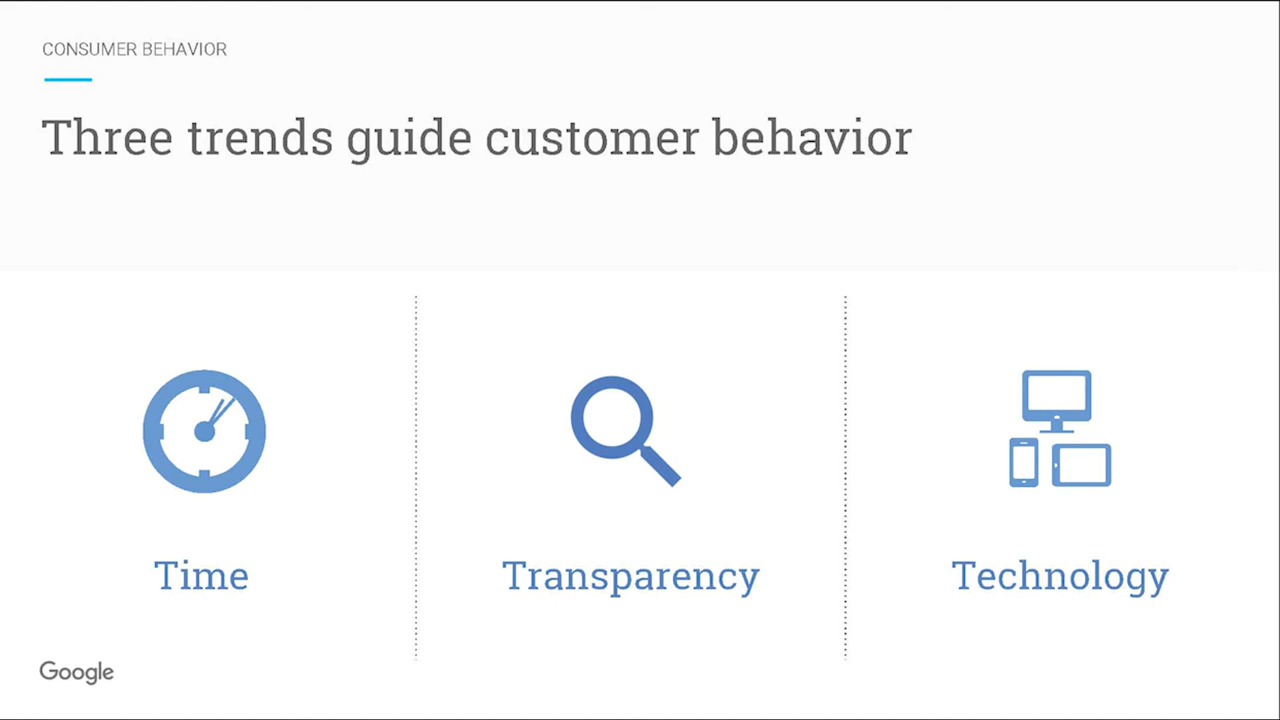 CONSUMER BEHAVIOR
Three trends guide customer behavior
Time
Transparency
Technology
Google